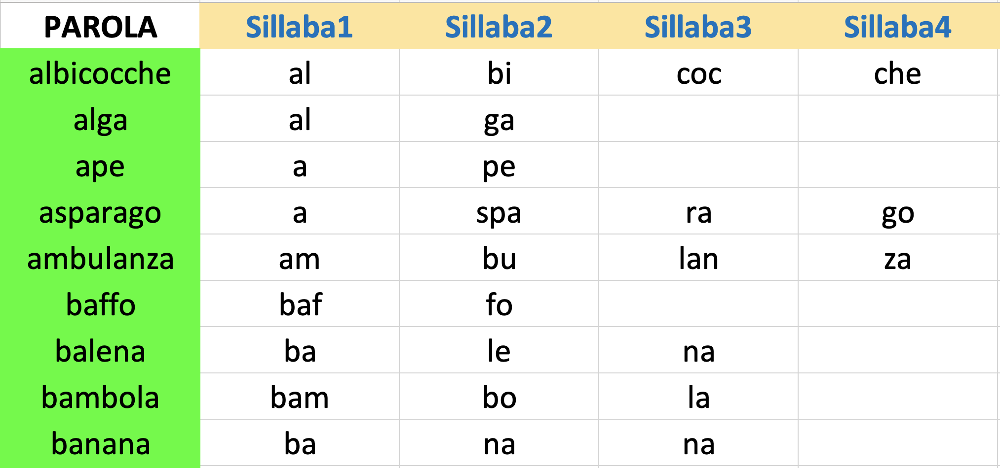 PAROLA Sillaba1 Sillaba2 Sillaba3 Sillaba4
albicocche al bi coc che
alga al ga
ape a pe
asparago a spa ra go
ambulanza am bu lan za
baffo baf fo
balena ba le na
bambola bam bo la
banana ba na na